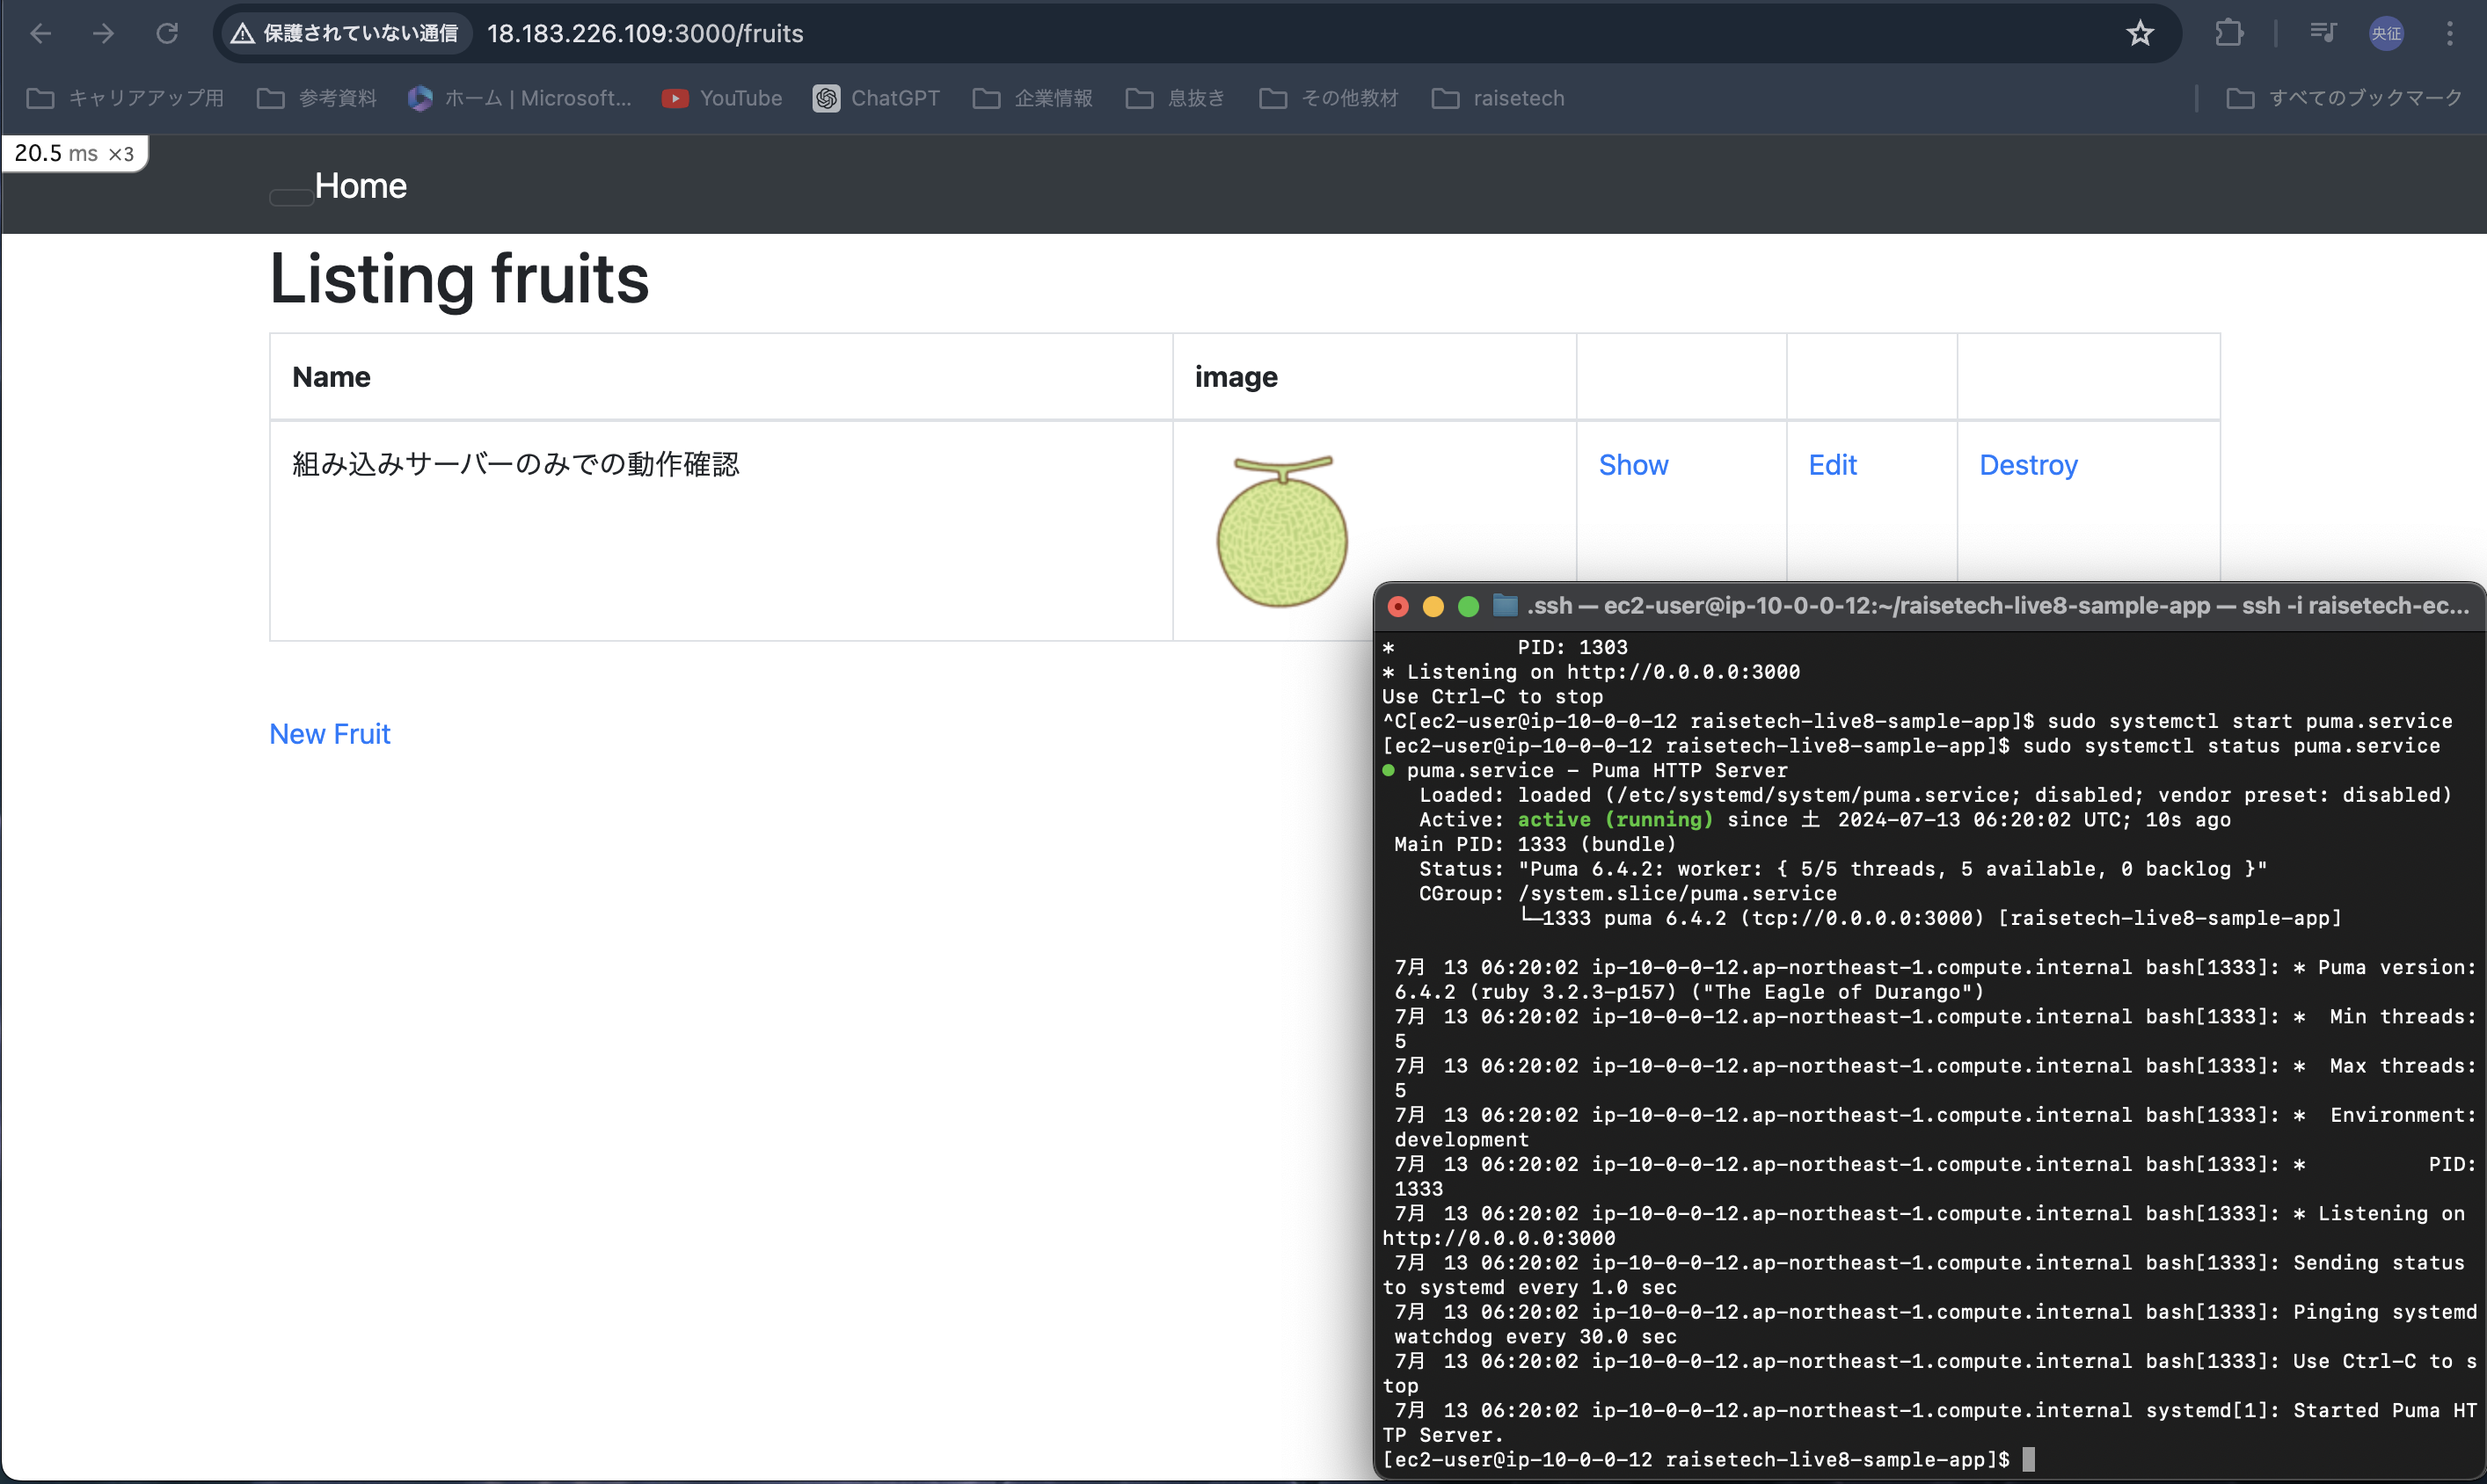 保護されていない通信 18.183.226.109:3000/fruits 央征
キャリアアップ用 参考資料 ホーム | Microsoft... YouTube ChatGPT 企業情報 息抜き その他教材 raisetech すべてのブックマーク
20.5 ms ×3
Home
Listing fruits
Name image
組み込みサーバーのみでの動作確認 Show Edit Destroy
New Fruit
.ssh — ec2-user@ip-10-0-0-12:~/raisetech-live8-sample-app — ssh -i raisetech-ec...
* PID: 1303
* Listening on http://0.0.0.0:3000
Use Ctrl-C to stop
^C[ec2-user@ip-10-0-0-12 raisetech-live8-sample-app]$ sudo systemctl start puma.service
[ec2-user@ip-10-0-0-12 raisetech-live8-sample-app]$ sudo systemctl status puma.service
● puma.service - Puma HTTP Server
Loaded: loaded (/etc/systemd/system/puma.service; disabled; vendor preset: disabled)
Active: active (running) since 土 2024-07-13 06:20:02 UTC; 10s ago
Main PID: 1333 (bundle)
Status: "Puma 6.4.2: worker: { 5/5 threads, 5 available, 0 backlog }"
CGroup: /system.slice/puma.service
└─1333 puma 6.4.2 (tcp://0.0.0.0:3000) [raisetech-live8-sample-app]
7月 13 06:20:02 ip-10-0-0-12.ap-northeast-1.compute.internal bash[1333]: * Puma version:
6.4.2 (ruby 3.2.3-p157) ("The Eagle of Durango")
7月 13 06:20:02 ip-10-0-0-12.ap-northeast-1.compute.internal bash[1333]: * Min threads:
5
7月 13 06:20:02 ip-10-0-0-12.ap-northeast-1.compute.internal bash[1333]: * Max threads:
5
7月 13 06:20:02 ip-10-0-0-12.ap-northeast-1.compute.internal bash[1333]: * Environment:
development
7月 13 06:20:02 ip-10-0-0-12.ap-northeast-1.compute.internal bash[1333]: * PID:
1333
7月 13 06:20:02 ip-10-0-0-12.ap-northeast-1.compute.internal bash[1333]: * Listening on
http://0.0.0.0:3000
7月 13 06:20:02 ip-10-0-0-12.ap-northeast-1.compute.internal bash[1333]: Sending status
to systemd every 1.0 sec
7月 13 06:20:02 ip-10-0-0-12.ap-northeast-1.compute.internal bash[1333]: Pinging systemd
watchdog every 30.0 sec
7月 13 06:20:02 ip-10-0-0-12.ap-northeast-1.compute.internal bash[1333]: Use Ctrl-C to s
top
7月 13 06:20:02 ip-10-0-0-12.ap-northeast-1.compute.internal systemd[1]: Started Puma HT
TP Server.
[ec2-user@ip-10-0-0-12 raisetech-live8-sample-app]$